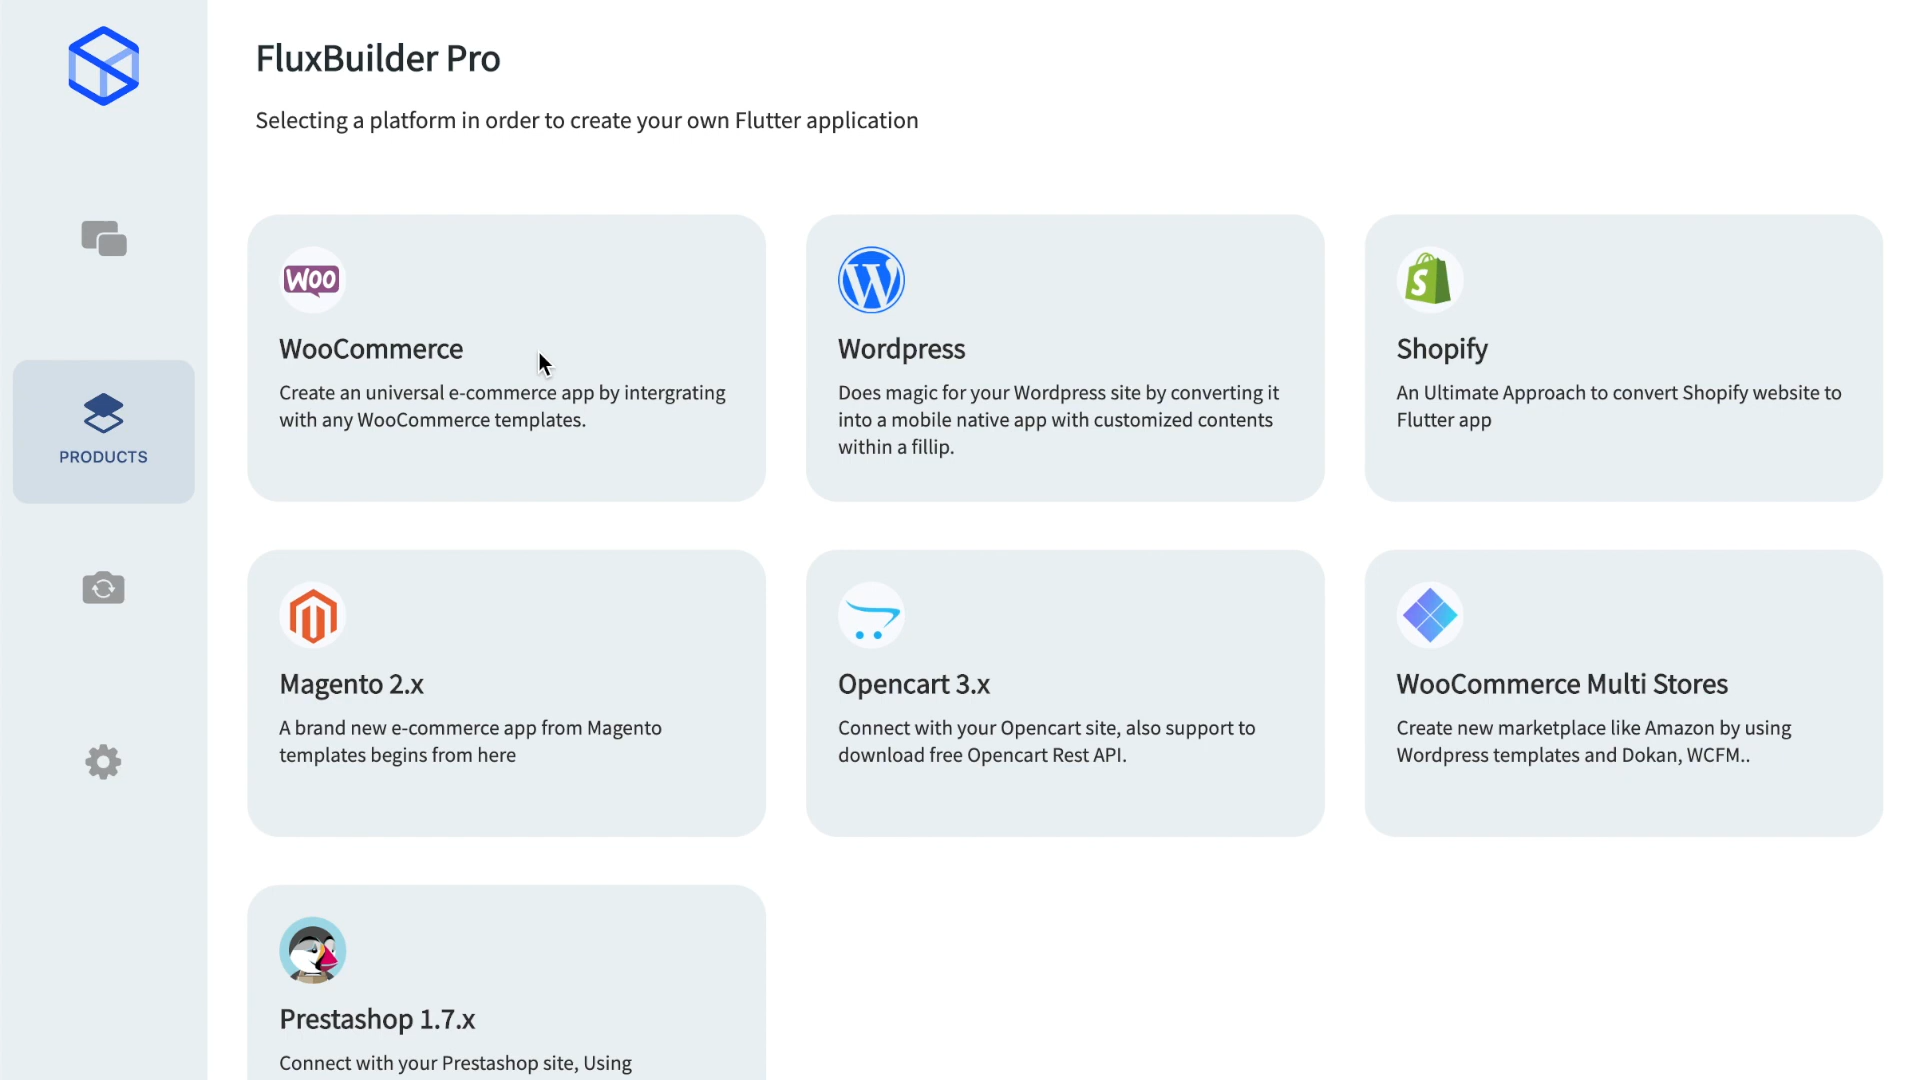 FluxBuilder Pro
Selecting a platform in order to create your own Flutter application
PRODUCTS
WOO
WooCommerce
Create an universal e-commerce app by intergrating
with any WooCommerce templates.
Wordpress
Does magic for your Wordpress site by converting it
into a mobile native app with customized contents
within a fillip.
Shopify
An Ultimate Approach to convert Shopify website to
Flutter app
Magento 2.x
A brand new e-commerce app from Magento
templates begins from here
Opencart 3.x
Connect with your Opencart site, also support to
download free Opencart Rest API.
WooCommerce Multi Stores
Create new marketplace like Amazon by using
Wordpress templates and Dokan, WCFM..
Prestashop 1.7.x
Connect with your Prestashop site, Using